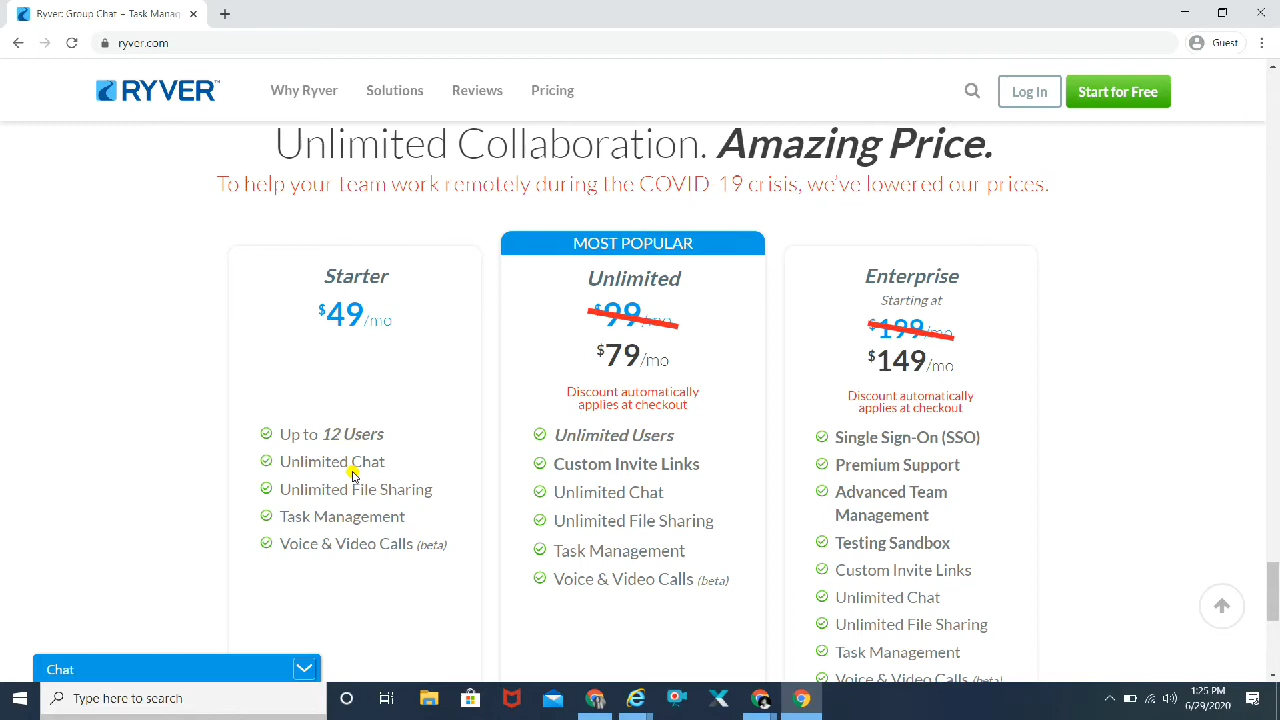 Ryver: Group Chat – Task Manag
ryver.com
Guest
RYVER™
Why Ryver
Solutions
Reviews
Pricing
Log In
Start for Free
Unlimited Collaboration. Amazing Price.
To help your team work remotely during the COVID-19 crisis, we've lowered our prices.
Starter
$49/mo
Up to 12 Users
Unlimited Chat
Unlimited File Sharing
Task Management
Voice & Video Calls (beta)
MOST POPULAR
Unlimited
$99/mo
$79/mo
Discount automatically
applies at checkout
Unlimited Users
Custom Invite Links
Unlimited Chat
Unlimited File Sharing
Task Management
Voice & Video Calls (beta)
Enterprise
Starting at
$199/mo
$149/mo
Discount automatically
applies at checkout
Single Sign-On (SSO)
Premium Support
Advanced Team
Management
Testing Sandbox
Custom Invite Links
Unlimited Chat
Unlimited File Sharing
Task Management
Voice & Video Calls (beta)
Chat
Type here to search
1:25 PM
6/29/2020